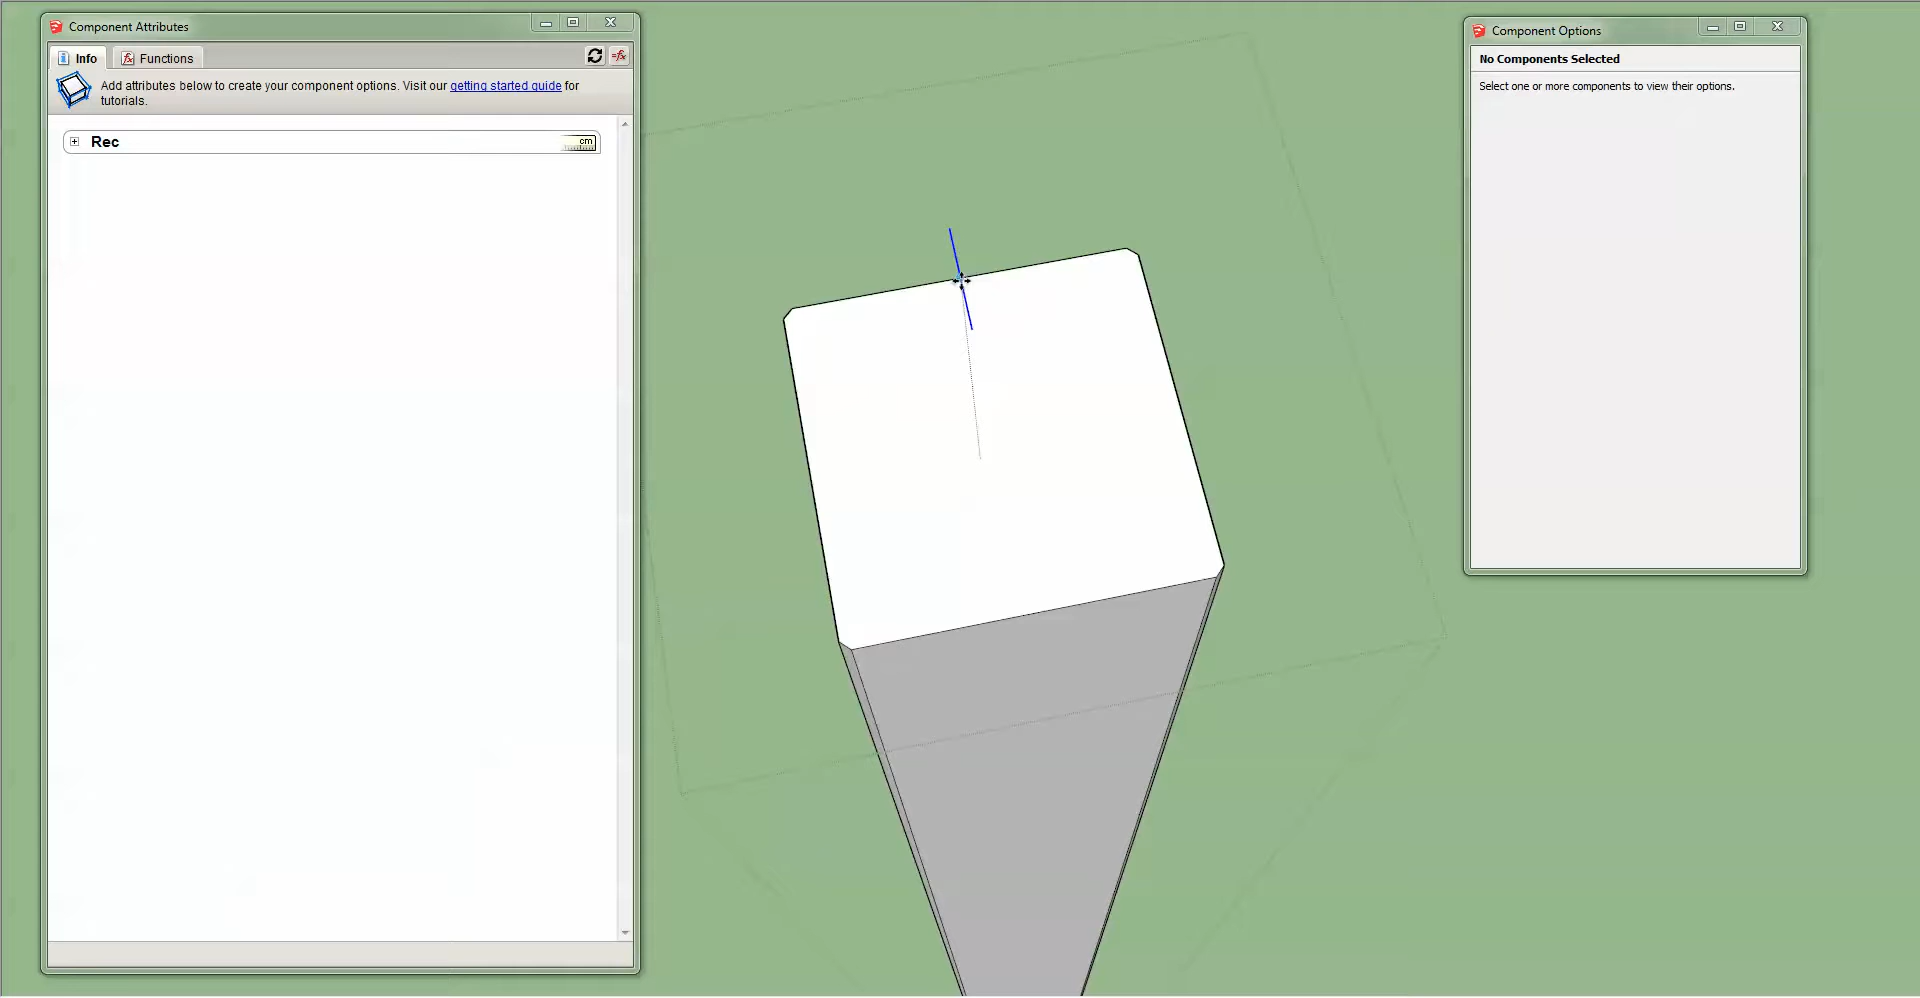 Component Attributes
Info
Functions
Add attributes below to create your component options. Visit our getting started guide for
tutorials.
Rec
cm
Component Options
No Components Selected
Select one or more components to view their options.